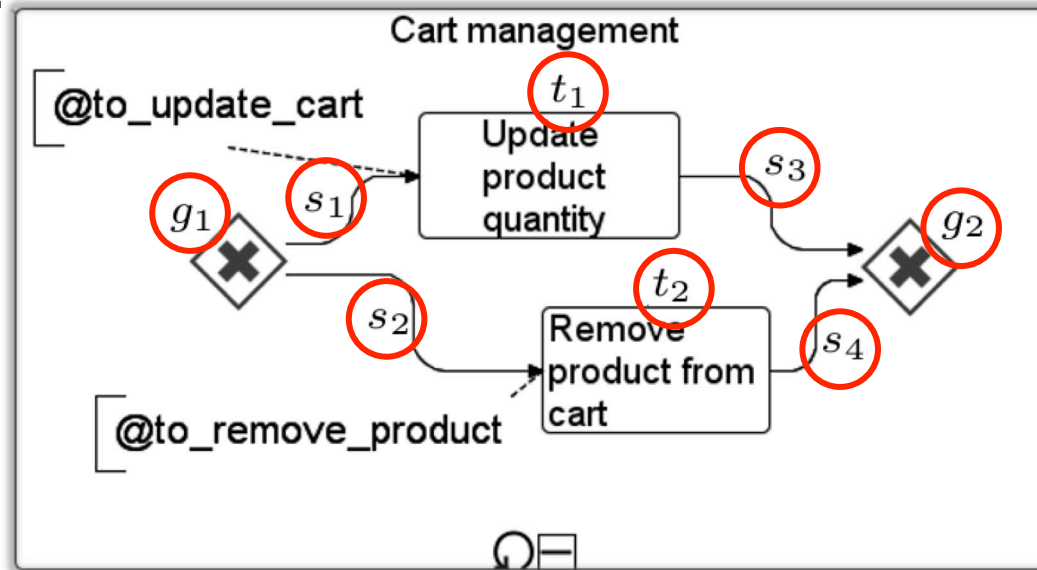 Cart management
t₁
@to_update_cart
Update
product
quantity
s₃
s₁
g₁
g₂
t₂
s₂
Remove
product from
cart
s₄
@to_remove_product